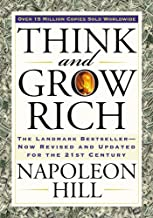 OVER 15 MILLION COPIES SOLD WORLDWIDE
THINK
and
GROW
RICH
THE LANDMARK BESTSELLER—
NOW REVISED AND UPDATED
FOR THE 21ST CENTURY
NAPOLEON
HILL